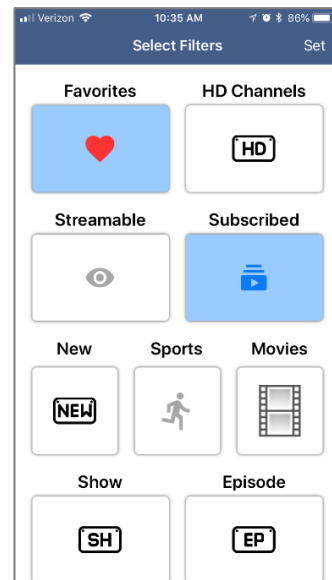 Verizon 10:35 AM 86%
Select Filters Set
Favorites HD Channels
HD
Streamable Subscribed
New Sports Movies
NEW
Show Episode
SH EP